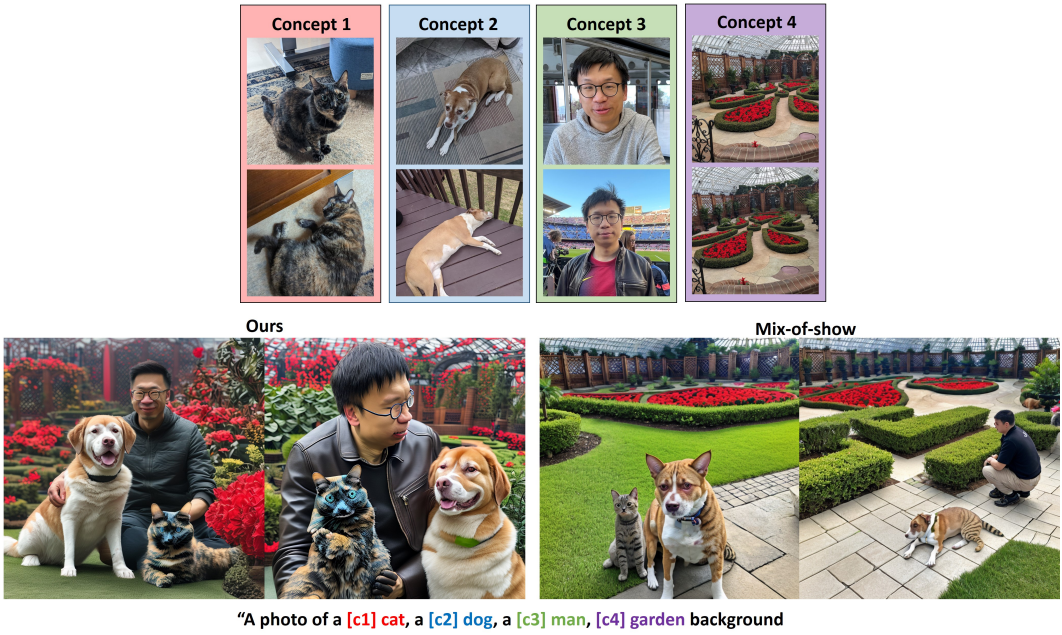 Concept 1
Concept 2
Concept 3
Concept 4
Ours
Mix-of-show
“A photo of a [c1] cat, a [c2] dog, a [c3] man, [c4] garden background